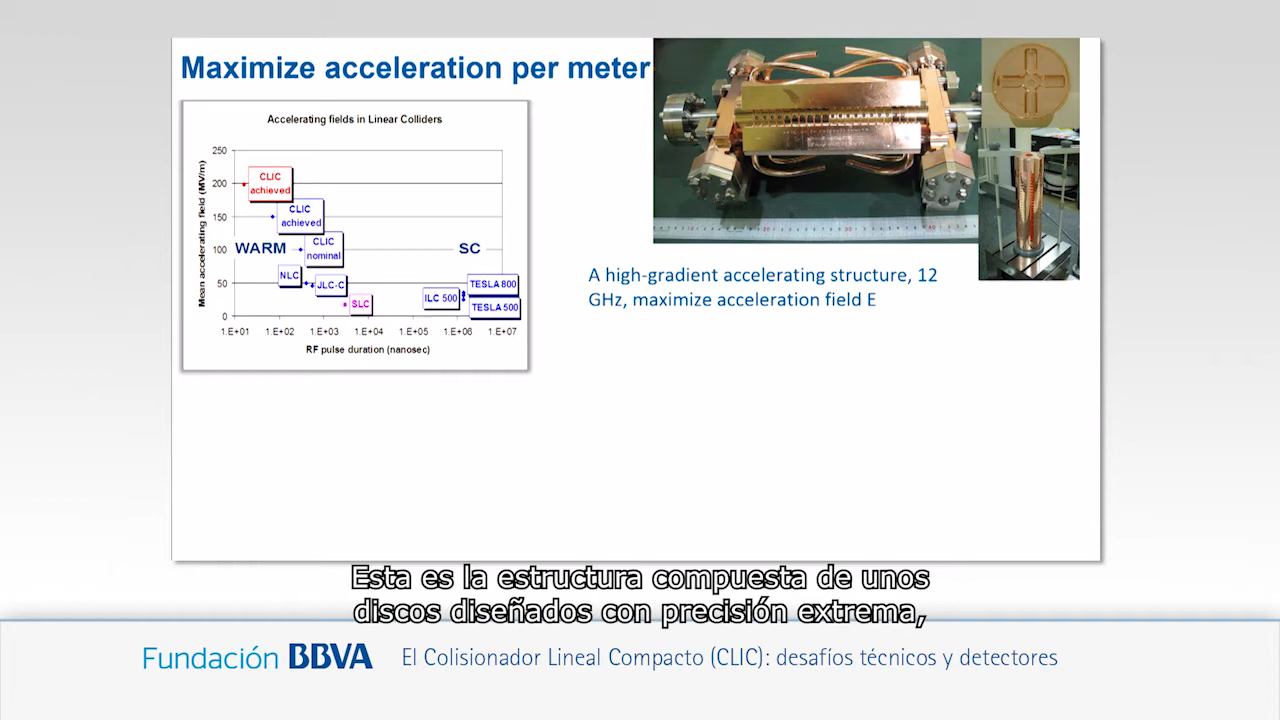 Maximize acceleration per meter
Accelerating fields in Linear Colliders
Mean accelerating field (MV/m)
250
200
150
100
50
0
CLIC
achieved
CLIC
achieved
WARM
CLIC
nominal
SC
NLC
JLC-C
SLC
ILC 500
TESLA 800
TESLA 500
1.E+01 1.E+02 1.E+03 1.E+04 1.E+05 1.E+06 1.E+07
RF pulse duration (nanosec)
A high-gradient accelerating structure, 12
GHz, maximize acceleration field E
Esta es la estructura compuesta de unos
discos diseñados con precisión extrema,
Fundación BBVA El Colisionador Lineal Compacto (CLIC): desafíos técnicos y detectores